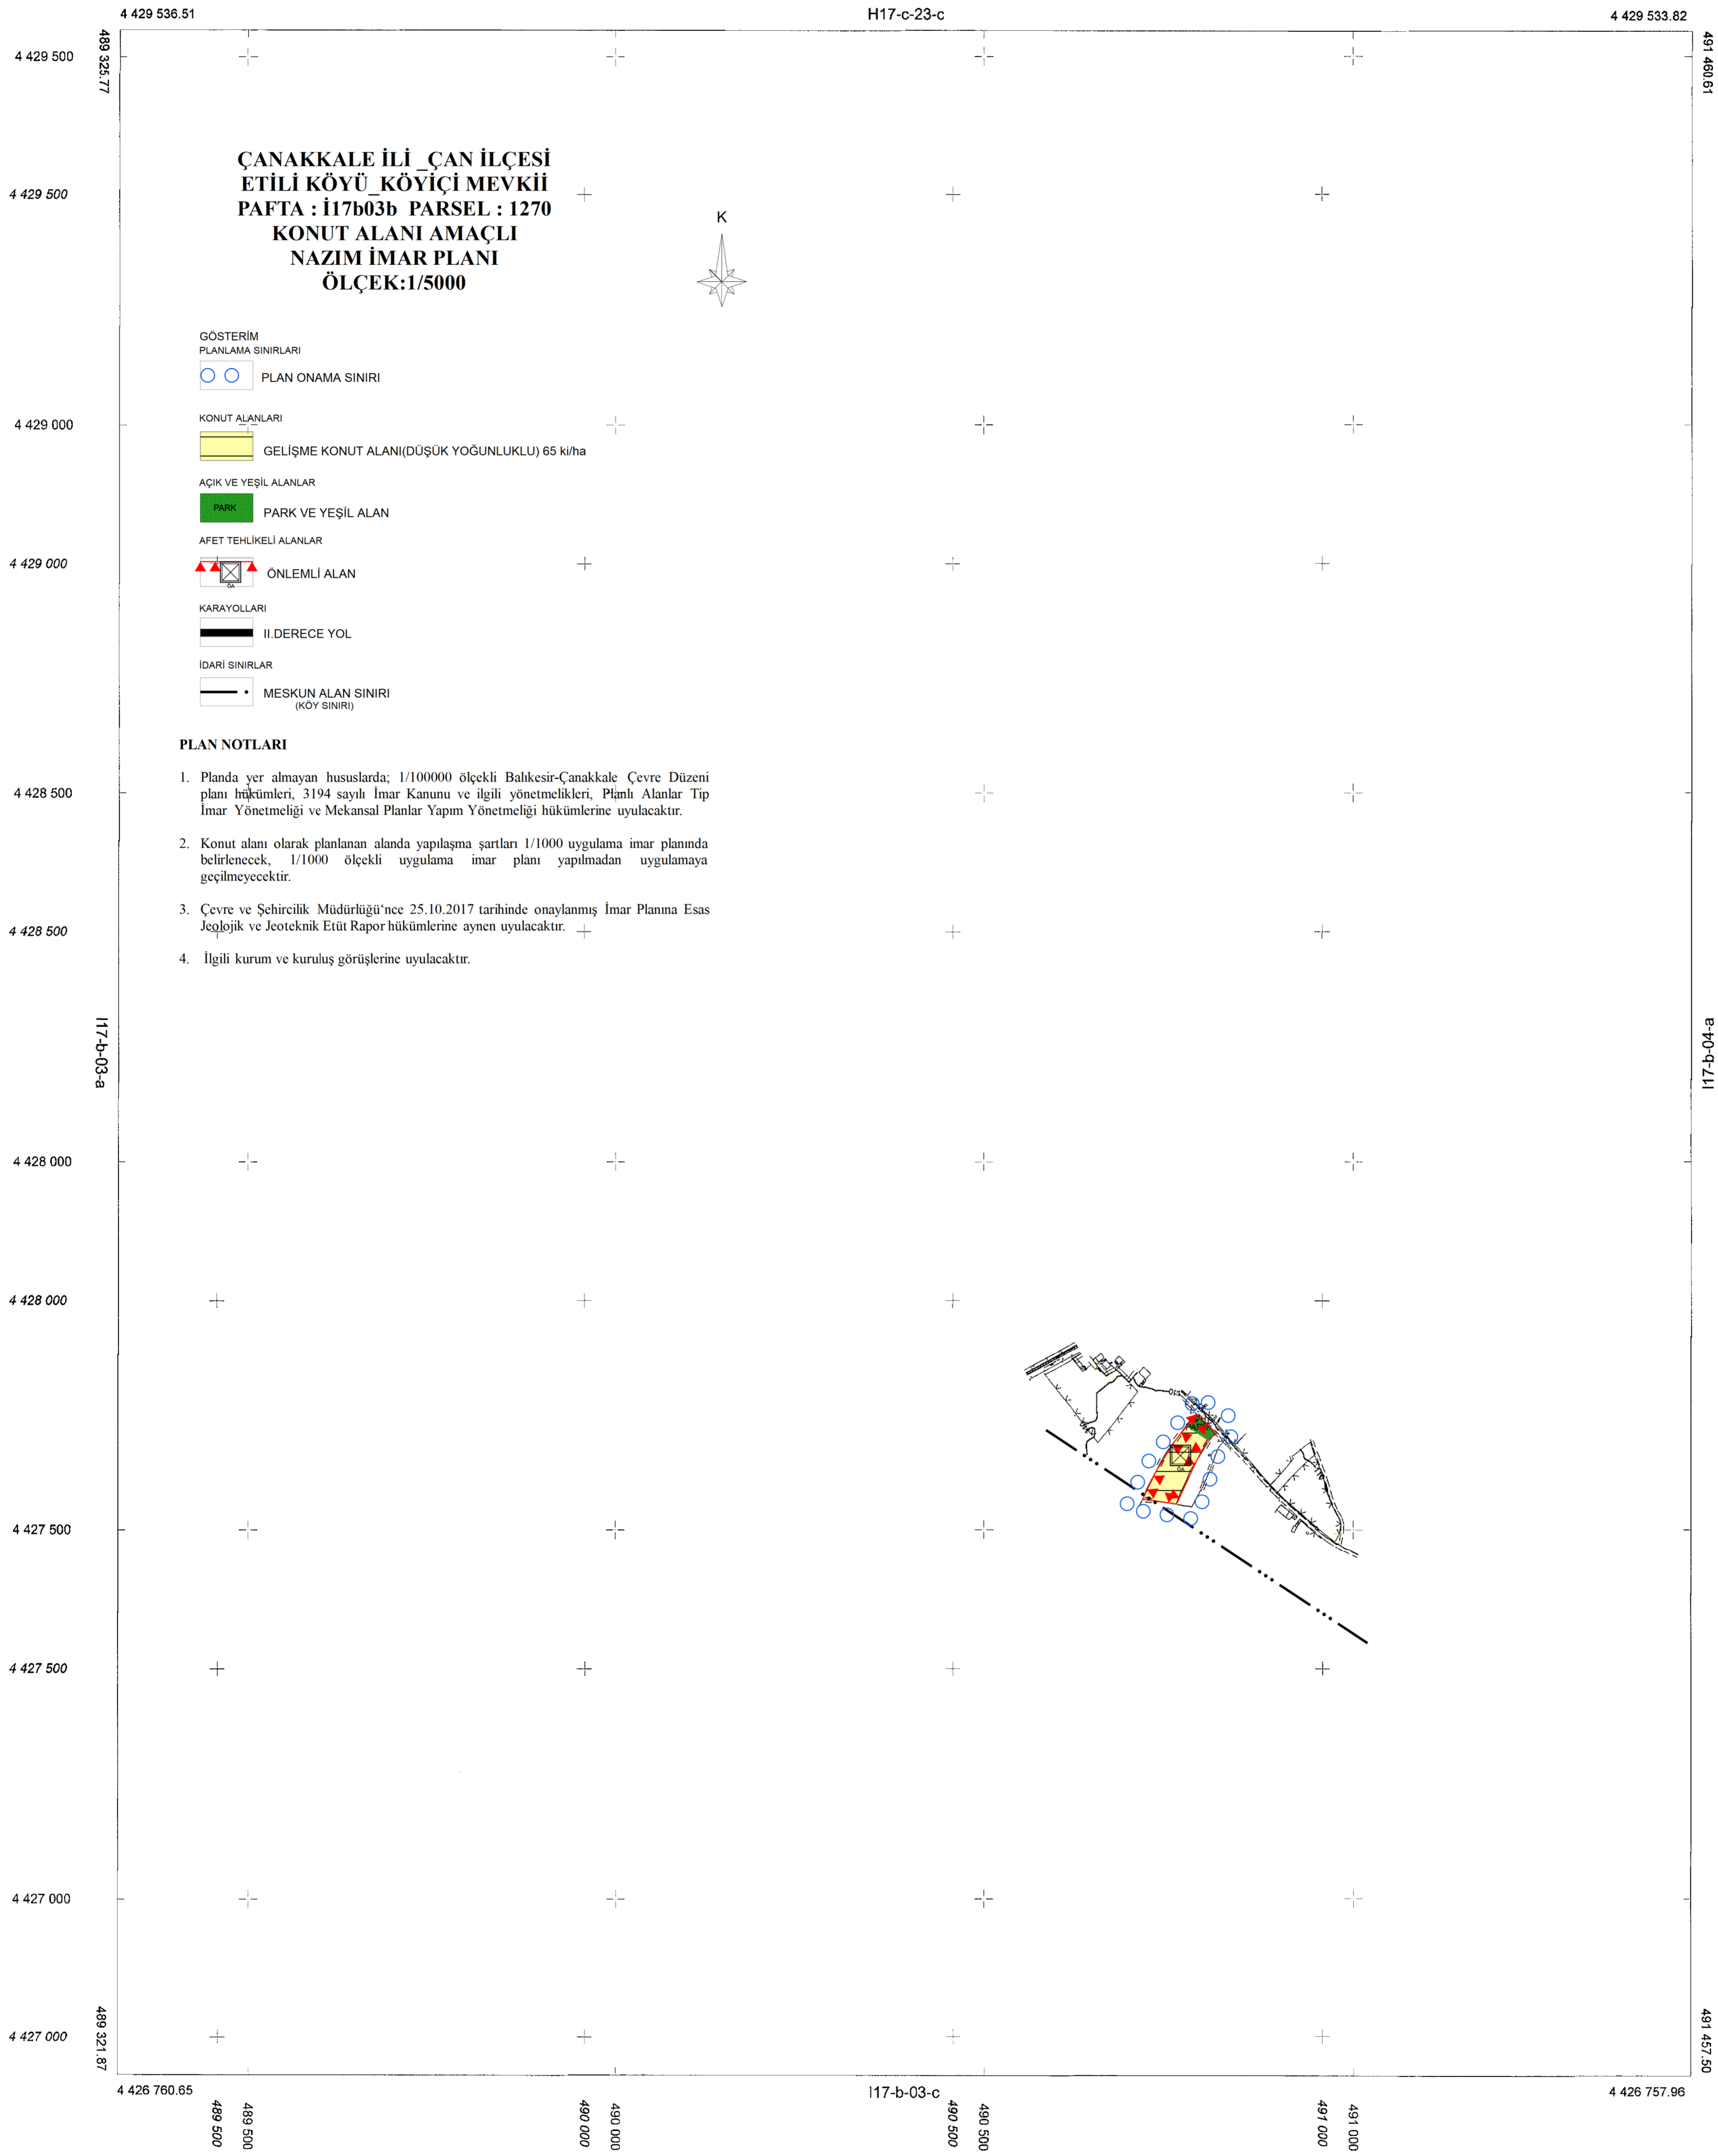 4 429 536.51
H17-c-23-c
4 429 533.82
489 325.77
491 460.61
4 429 500
4 429 500
ÇANAKKALE İLİ _ÇAN İLÇESİ
ETİLİ KÖYÜ_KÖYİÇİ MEVKİİ
PAFTA : İ17b03b PARSEL : 1270
KONUT ALANI AMAÇLI
NAZIM İMAR PLANI
ÖLÇEK:1/5000
K
GÖSTERİM
PLANLAMA SINIRLARI
PLAN ONAMA SINIRI
KONUT ALANLARI
4 429 000
GELİŞME KONUT ALANI(DÜŞÜK YOĞUNLUKLU) 65 ki/ha
AÇIK VE YEŞİL ALANLAR
PARK
PARK VE YEŞİL ALAN
AFET TEHLİKELİ ALANLAR
4 429 000
ÖNLEMLİ ALAN
ÖA
KARAYOLLARI
II.DERECE YOL
İDARİ SINIRLAR
MESKUN ALAN SINIRI
(KÖY SINIRI)
PLAN NOTLARI
1. Planda yer almayan hususlarda; 1/100000 ölçekli Balıkesir-Çanakkale Çevre Düzeni
planı hükümleri, 3194 sayılı İmar Kanunu ve ilgili yönetmelikleri, Planlı Alanlar Tip
İmar Yönetmeliği ve Mekansal Planlar Yapım Yönetmeliği hükümlerine uyulacaktır.
4 428 500
2. Konut alanı olarak planlanan alanda yapılaşma şartları 1/1000 uygulama imar planında
belirlenecek, 1/1000 ölçekli uygulama imar planı yapılmadan uygulamaya
geçilmeyecektir.
3. Çevre ve Şehircilik Müdürlüğü‘nce 25.10.2017 tarihinde onaylanmış İmar Planına Esas
Jeolojik ve Jeoteknik Etüt Rapor hükümlerine aynen uyulacaktır.
4 428 500
4. İlgili kurum ve kuruluş görüşlerine uyulacaktır.
I17-b-03-a
I17-b-04-a
4 428 000
4 428 000
ÖA
4 427 500
4 427 500
4 427 000
4 427 000
489 321.87
491 457.50
4 426 760.65
I17-b-03-c
4 426 757.96
489 500
489 500
490 000
490 000
490 500
490 500
491 000
491 000